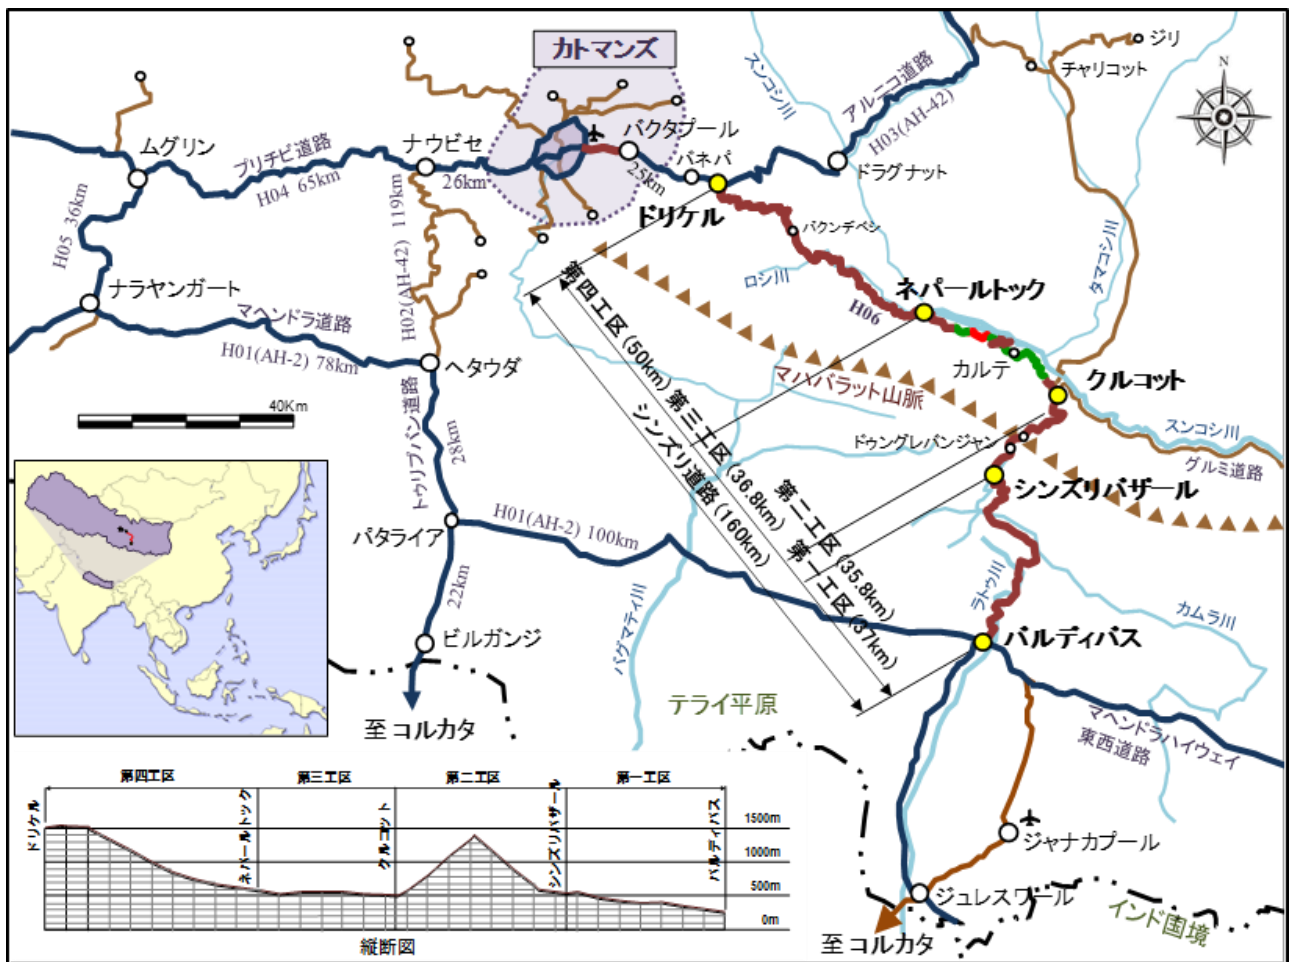 カトマンズ
ジリ
チャリコット
スンコシ川
アルニコ道路
H03(AH-42)
N
ムグリン
プリチビ道路
H04 65km
ナウビセ
26km
バクタプール
25km
バネパ
ドラグナット
ドリケル
H05 36km
H02(AH-42) 119km
バクンデベシ
ロシ川
タマコシ川
ナラヤンガート
マヘンドラ道路
H01(AH-2) 78km
ヘタウダ
ネパールトック
H06
カルテ
クルコット
マハバラット山脈
40Km
トゥリブバン道路
28km
第四工区(50km)
第三工区(36.8km)
第二工区(35.8km)
第一工区(37km)
シンズリ道路(160km)
ドゥングレバンジャン
スンコシ川
グルミ道路
シンズリバザール
パタライア
H01(AH-2) 100km
22km
ビルガンジ
バグマティ川
ラトゥ川
カムラ川
バルディバス
至コルカタ
テライ平原
マヘンドラハイウェイ
東西道路
ジャナカプール
ジュレスワール
インド国境
至コルカタ
第四工区
第三工区
第二工区
第一工区
ドリケル
ネパールトック
クルコット
シンズリバザール
バルディバス
1500m
1000m
500m
0m
縦断図